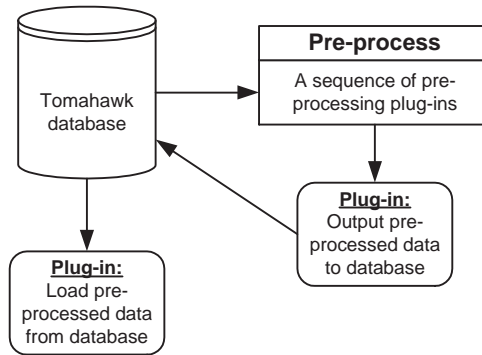 Tomahawk
database
Pre-process
A sequence of pre-
processing plug-ins
Plug-in:
Output pre-
processed data
to database
Plug-in:
Load pre-
processed data
from database